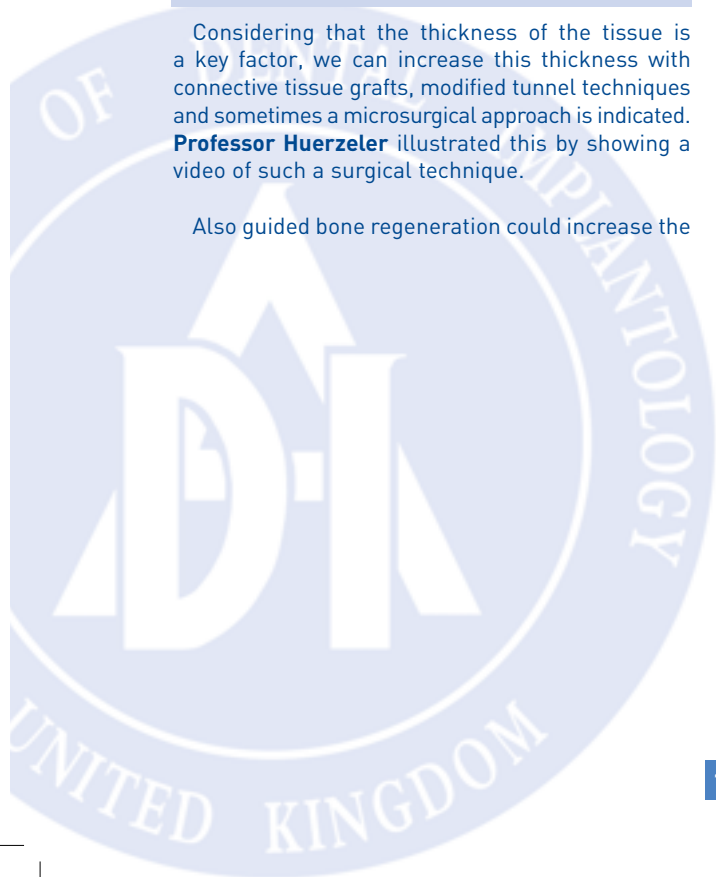 Considering that the thickness of the tissue is
a key factor, we can increase this thickness with
connective tissue grafts, modified tunnel techniques
and sometimes a microsurgical approach is indicated.
Professor Huerzeler illustrated this by showing a
video of such a surgical technique.
Also guided bone regeneration could increase the
OF DENTAL IMPLANTOLOGY
ADI
UNITED KINGDOM